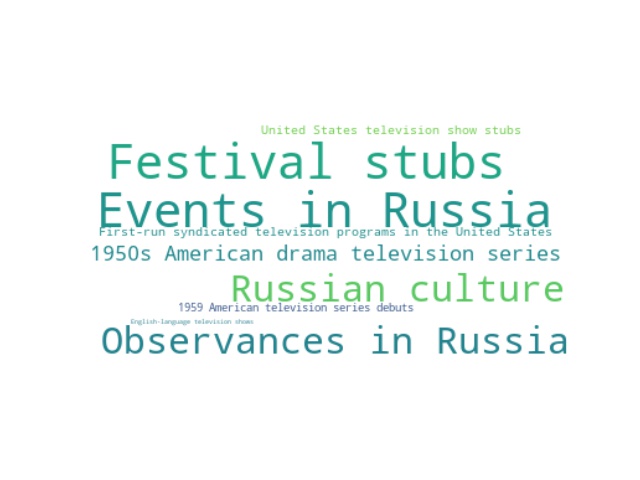 United States television show stubs
Festival stubs
Events in Russia
First-run syndicated television programs in the United States
1950s American drama television series
Russian culture
1959 American television series debuts
English-language television shows
Observances in Russia